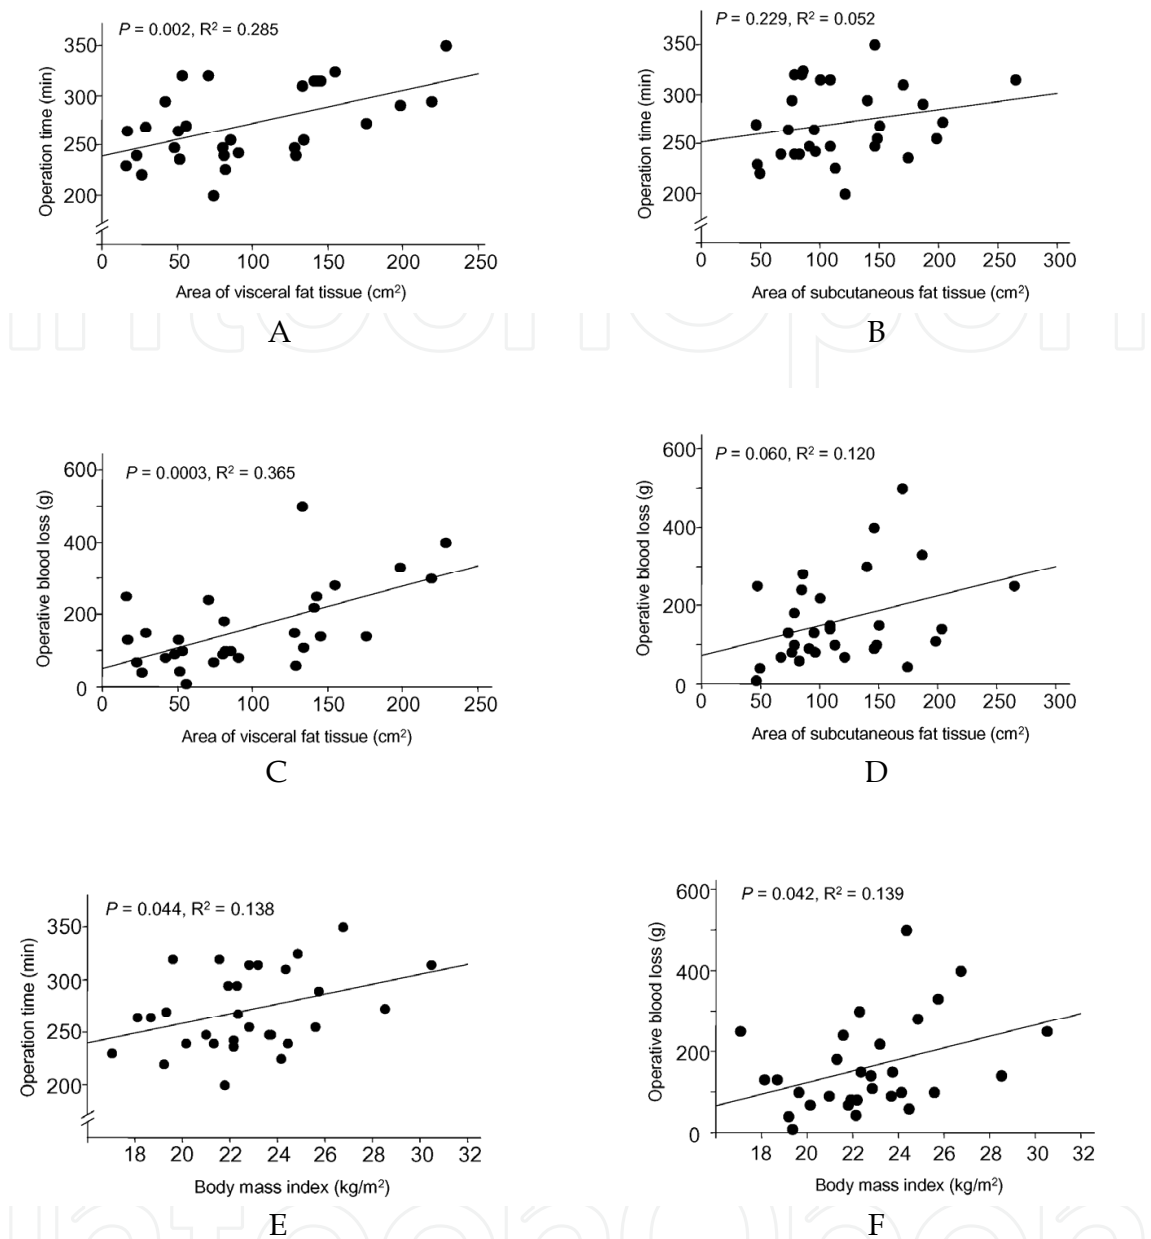 P = 0.002, R² = 0.285
Operation time (min)
350
300
250
200
0 50 100 150 200 250
Area of visceral fat tissue (cm²)
A
P = 0.229, R² = 0.052
Operation time (min)
350
300
250
200
0 50 100 150 200 250 300
Area of subcutaneous fat tissue (cm²)
B
P = 0.0003, R² = 0.365
Operative blood loss (g)
600
400
200
0
0 50 100 150 200 250
Area of visceral fat tissue (cm²)
C
P = 0.060, R² = 0.120
Operative blood loss (g)
600
400
200
0
0 50 100 150 200 250 300
Area of subcutaneous fat tissue (cm²)
D
P = 0.044, R² = 0.138
Operation time (min)
350
300
250
200
18 20 22 24 26 28 30 32
Body mass index (kg/m²)
E
P = 0.042, R² = 0.139
Operative blood loss (g)
600
400
200
0
18 20 22 24 26 28 30 32
Body mass index (kg/m²)
F